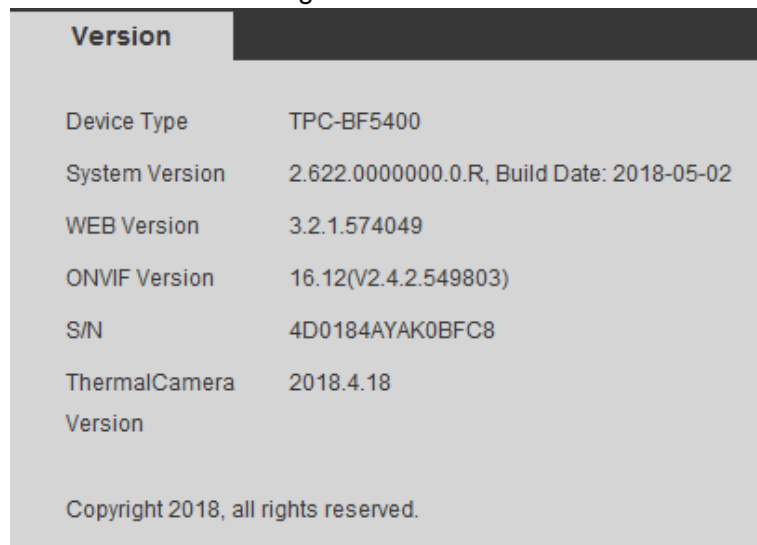 Version
Device Type TPC-BF5400
System Version 2.622.0000000.0.R, Build Date: 2018-05-02
WEB Version 3.2.1.574049
ONVIF Version 16.12(V2.4.2.549803)
S/N 4D0184AYAK0BFC8
ThermalCamera 2018.4.18
Version
Copyright 2018, all rights reserved.